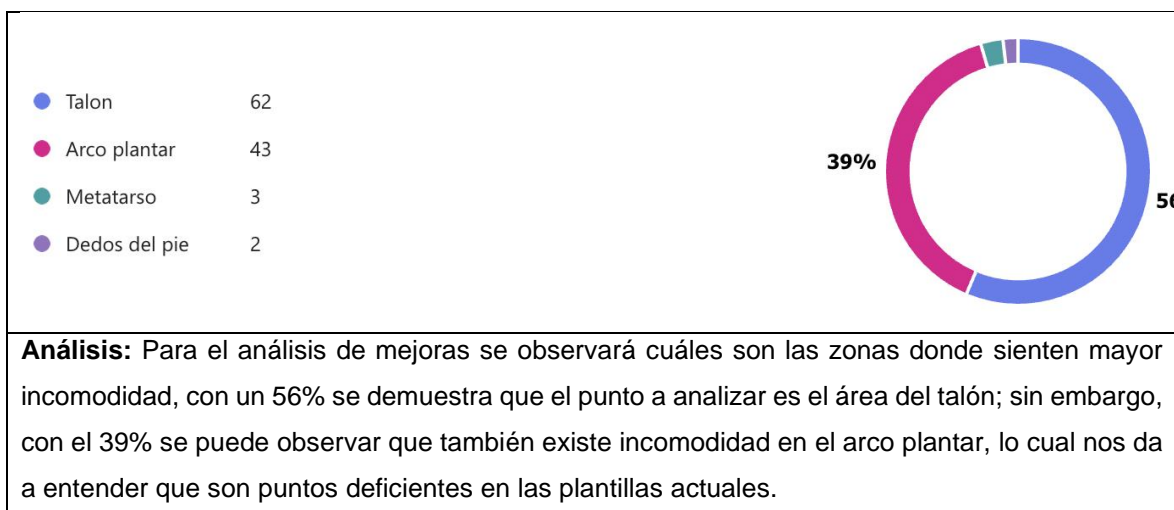 Talon 62
Arco plantar 43
Metatarso 3
Dedos del pie 2
39%
56
Análisis: Para el análisis de mejoras se observará cuáles son las zonas donde sienten mayor
incomodidad, con un 56% se demuestra que el punto a analizar es el área del talón; sin embargo,
con el 39% se puede observar que también existe incomodidad en el arco plantar, lo cual nos da
a entender que son puntos deficientes en las plantillas actuales.